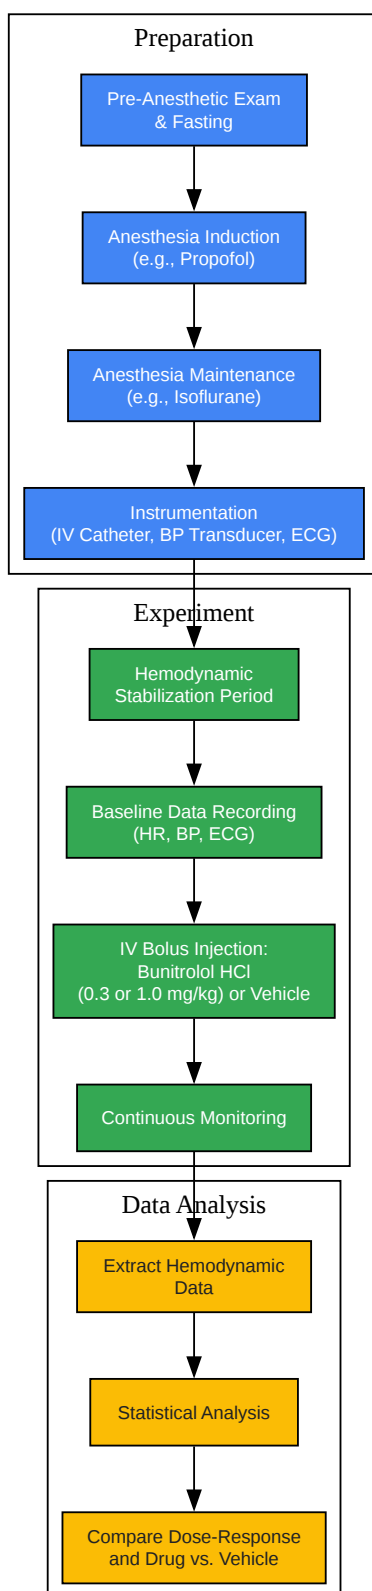 Preparation
Pre-Anesthetic Exam
& Fasting
Anesthesia Induction
(e.g., Propofol)
Anesthesia Maintenance
(e.g., Isoflurane)
Instrumentation
(IV Catheter, BP Transducer, ECG)
Experiment
Hemodynamic
Stabilization Period
Baseline Data Recording
(HR, BP, ECG)
IV Bolus Injection:
Bunitrolol HCl
(0.3 or 1.0 mg/kg) or Vehicle
Continuous Monitoring
Data Analysis
Extract Hemodynamic
Data
Statistical Analysis
Compare Dose-Response
and Drug vs. Vehicle